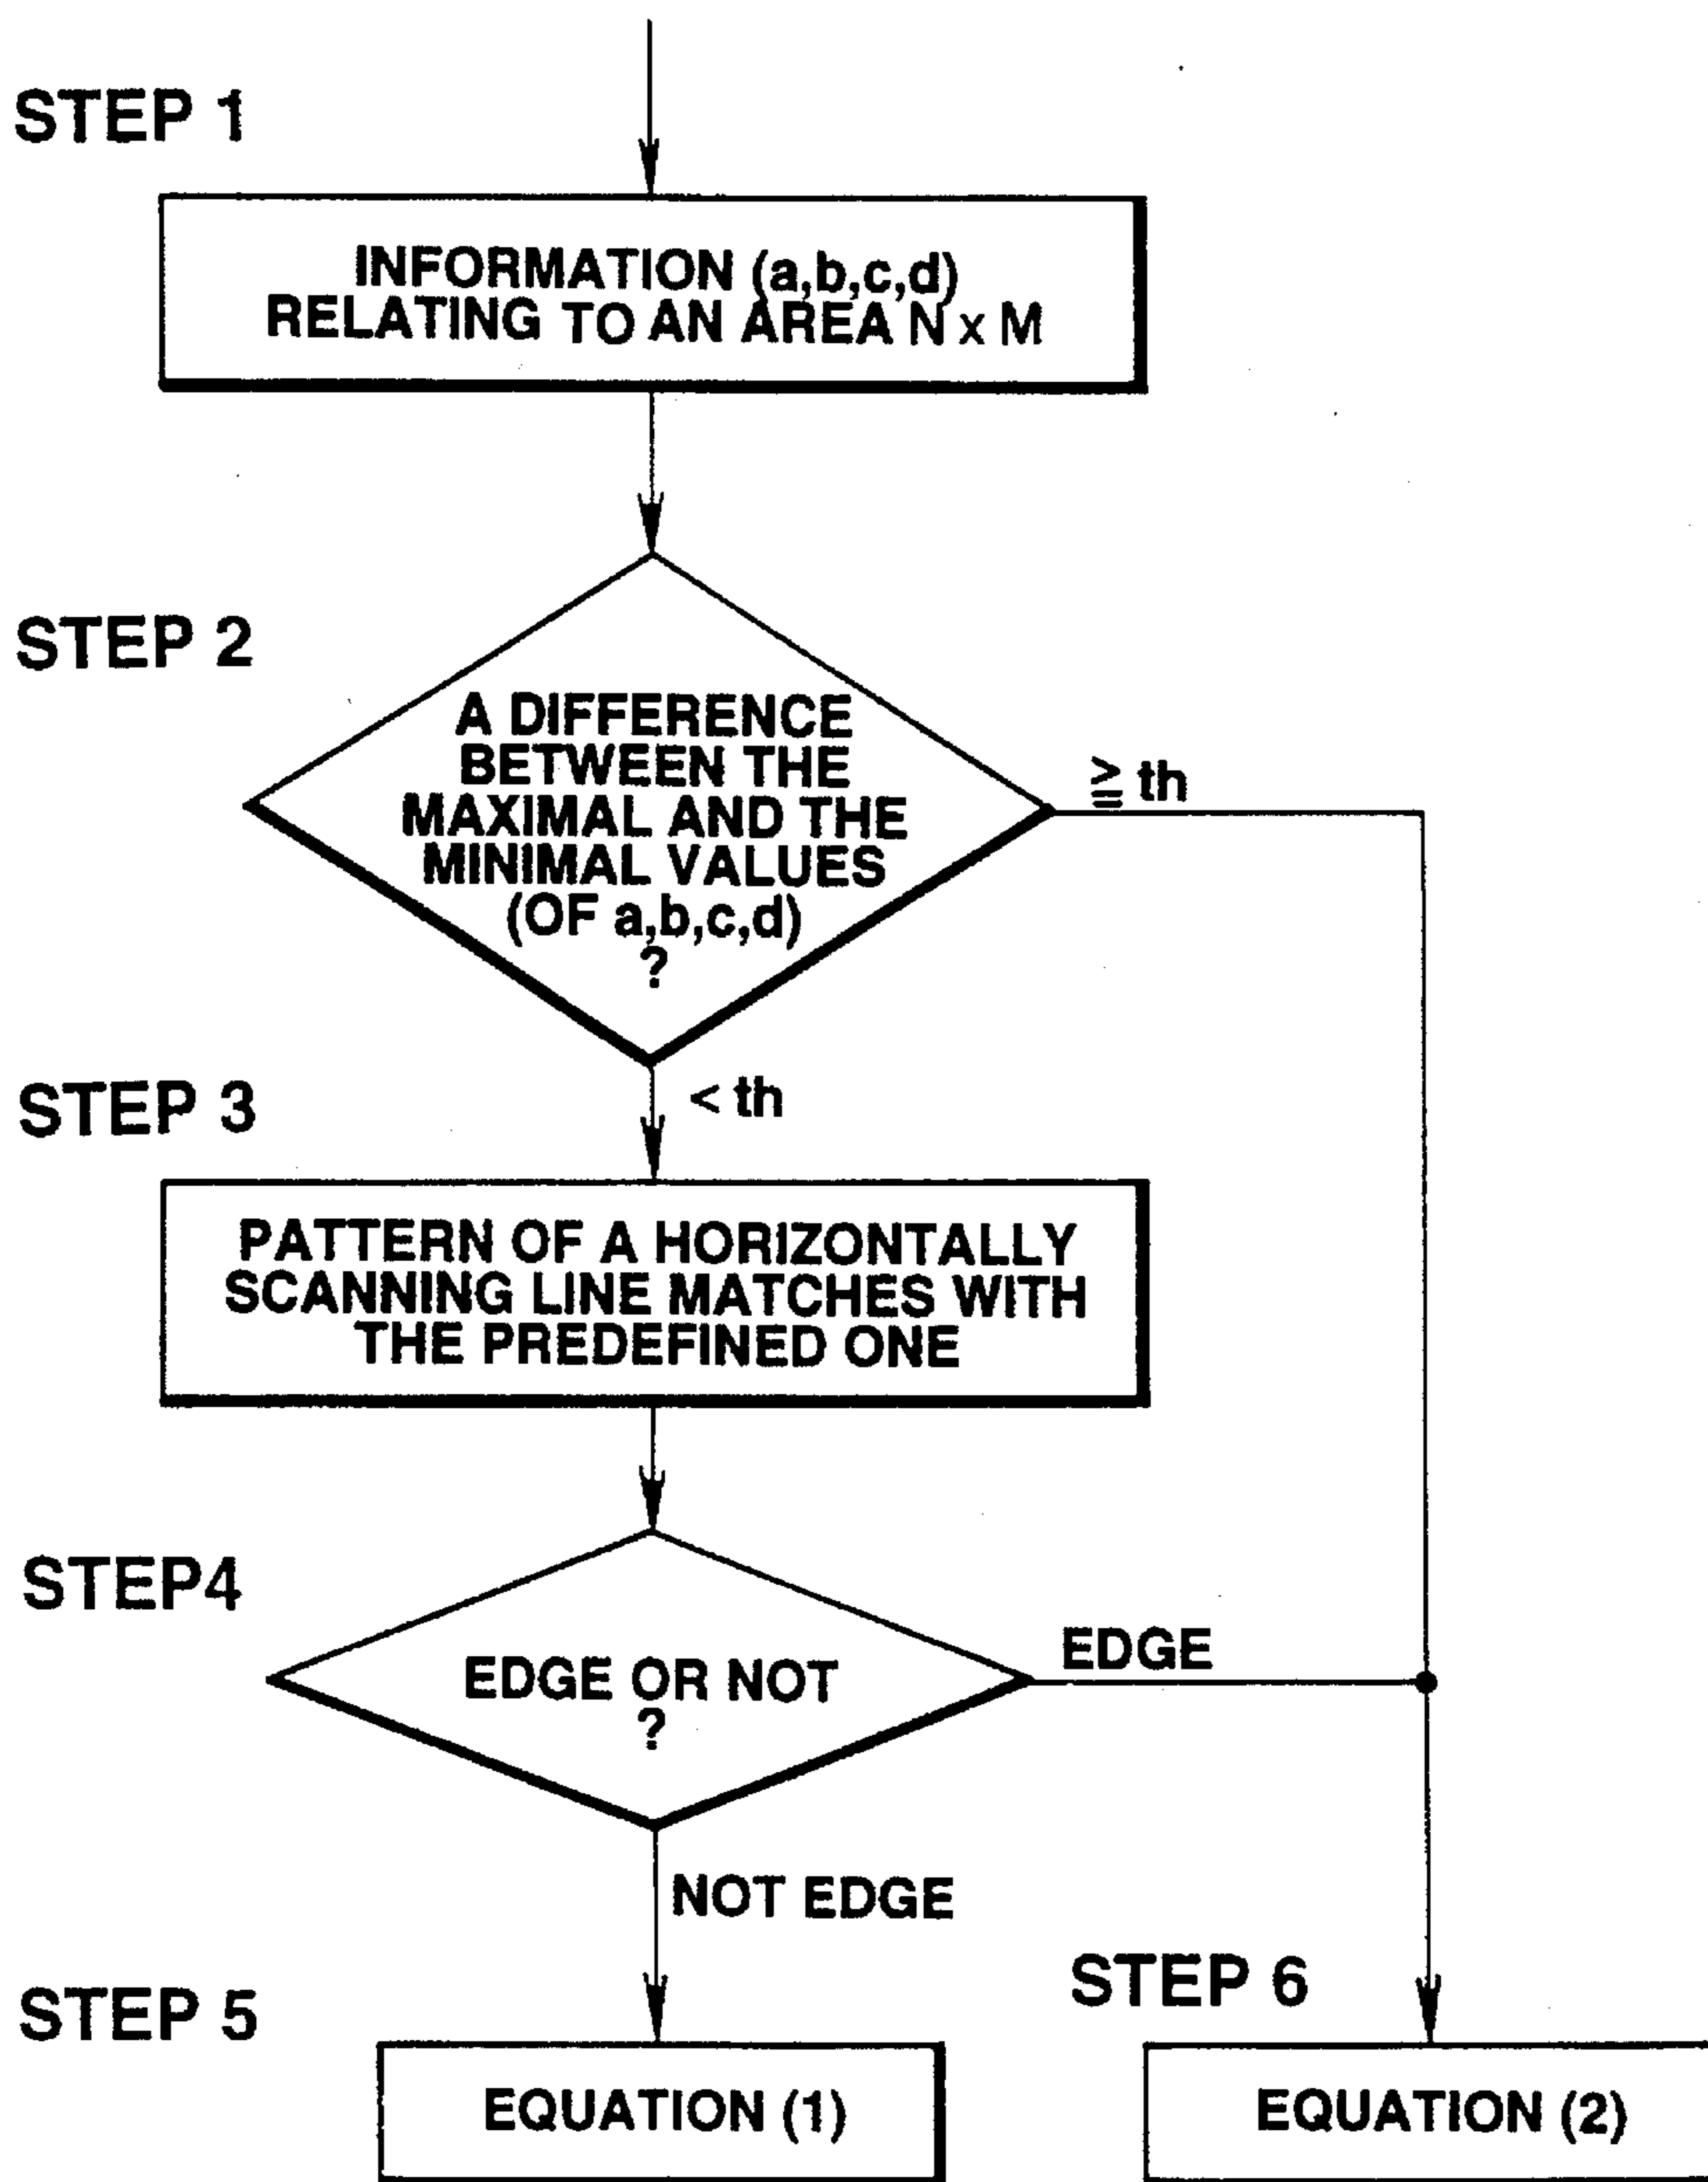 STEP 1
INFORMATION (a,b,c,d)
RELATING TO AN AREA N x M
STEP 2
A DIFFERENCE
BETWEEN THE
MAXIMAL AND THE
MINIMAL VALUES
(OF a,b,c,d)
?
≧ th
STEP 3
< th
PATTERN OF A HORIZONTALLY
SCANNING LINE MATCHES WITH
THE PREDEFINED ONE
STEP4
EDGE OR NOT
?
EDGE
NOT EDGE
STEP 5
EQUATION (1)
STEP 6
EQUATION (2)